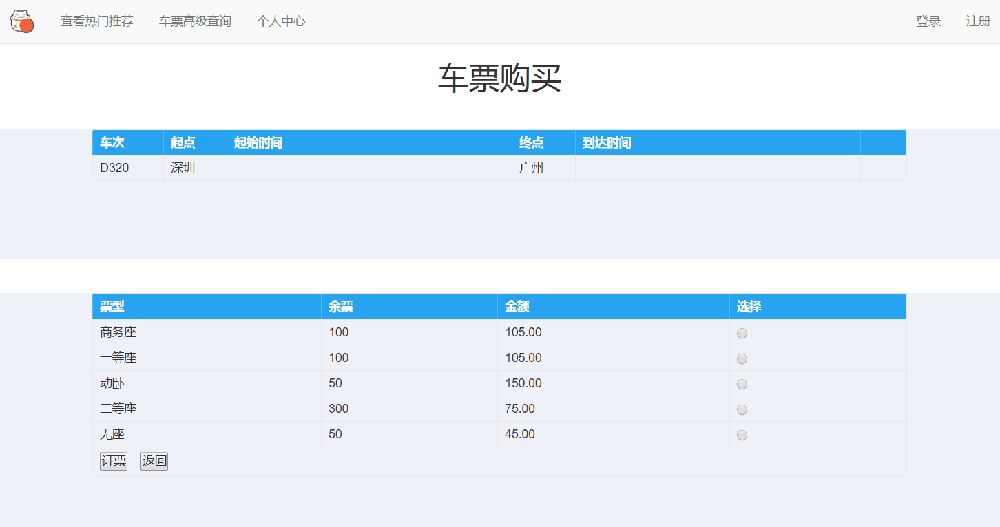 查看热门推荐 车票高级查询 个人中心 登录 注册
车票购买
车次 起点 起始时间 终点 到达时间
D320 深圳 广州
票型 余票 金额 选择
商务座 100 105.00
一等座 100 105.00
动卧 50 150.00
二等座 300 75.00
无座 50 45.00
订票 返回